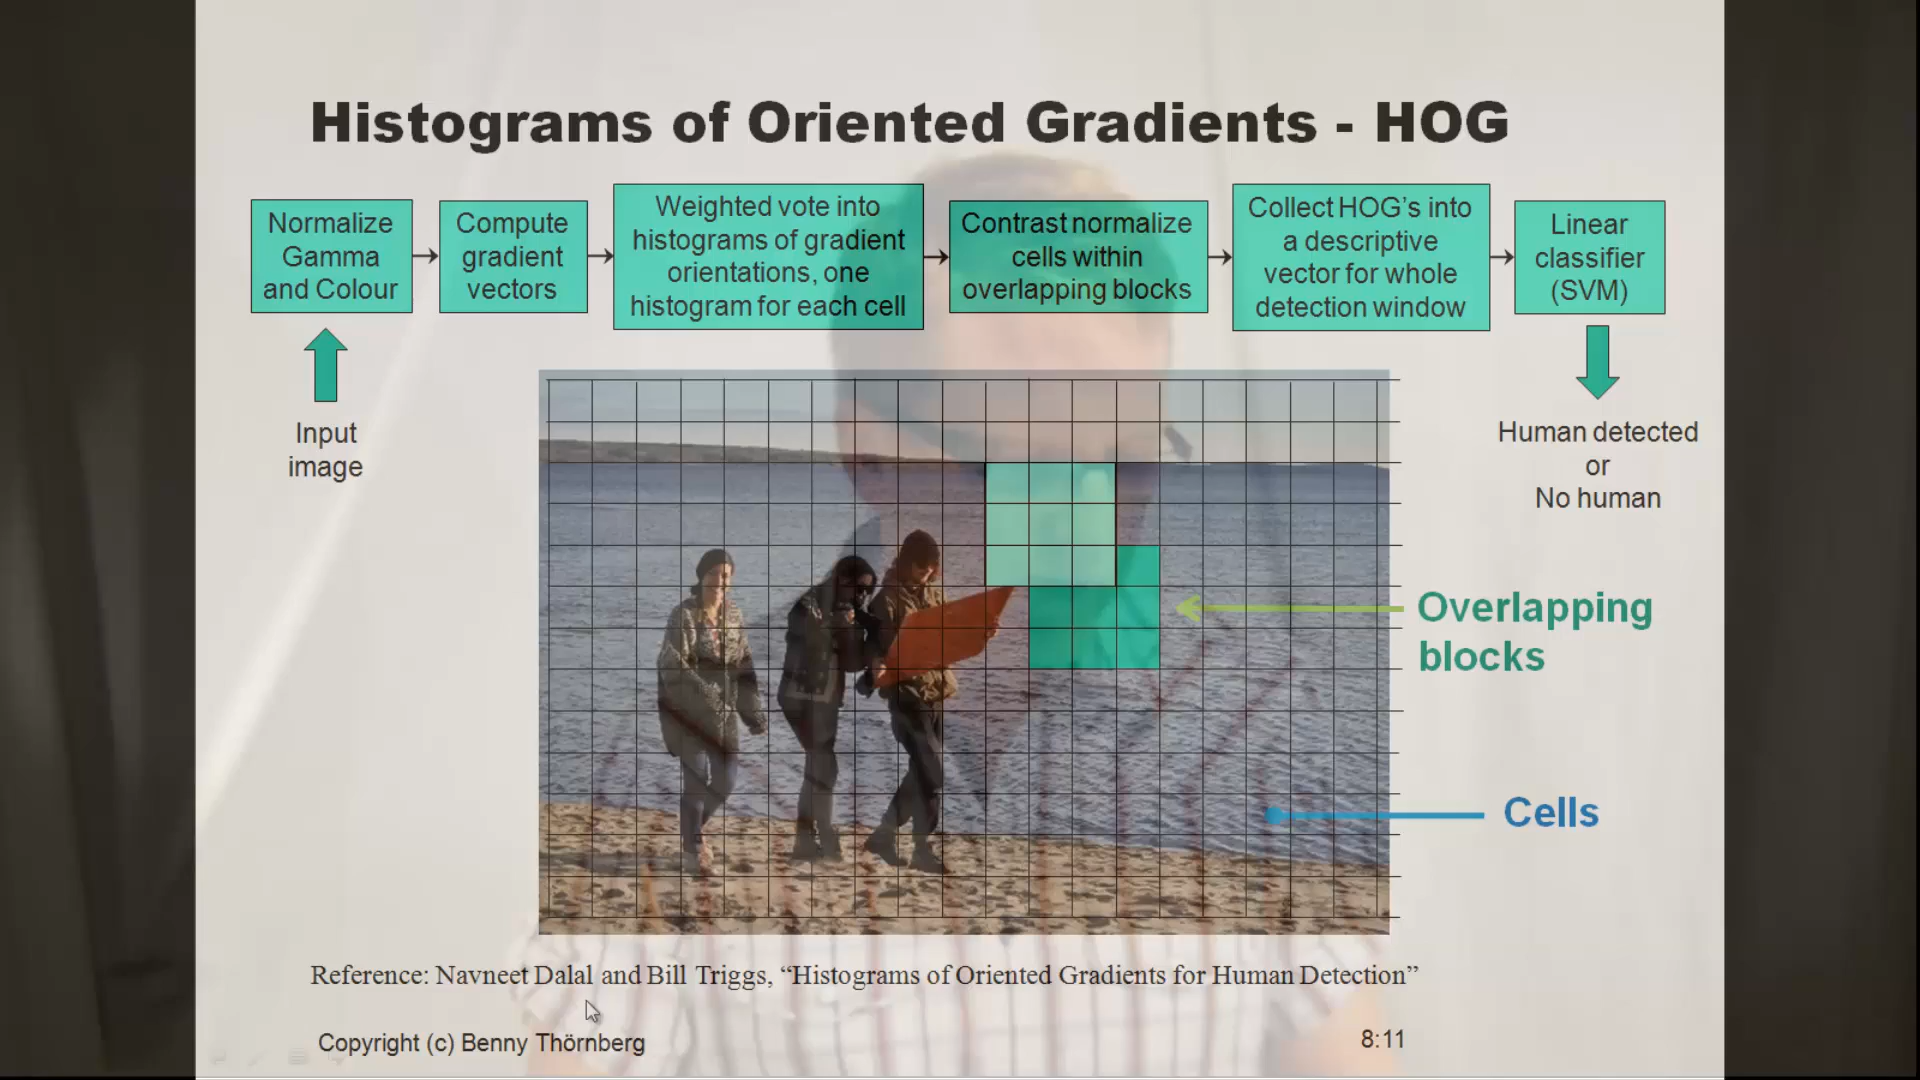 Histograms of Oriented Gradients - HOG
Normalize
Gamma
and Colour
Compute
gradient
vectors
Weighted vote into
histograms of gradient
orientations, one
histogram for each cell
Contrast normalize
cells within
overlapping blocks
Collect HOG's into
a descriptive
vector for whole
detection window
Linear
classifier
(SVM)
Input
image
Human detected
or
No human
Overlapping
blocks
Cells
Reference: Navneet Dalal and Bill Triggs, “Histograms of Oriented Gradients for Human Detection”
Copyright (c) Benny Thörnberg
8:11